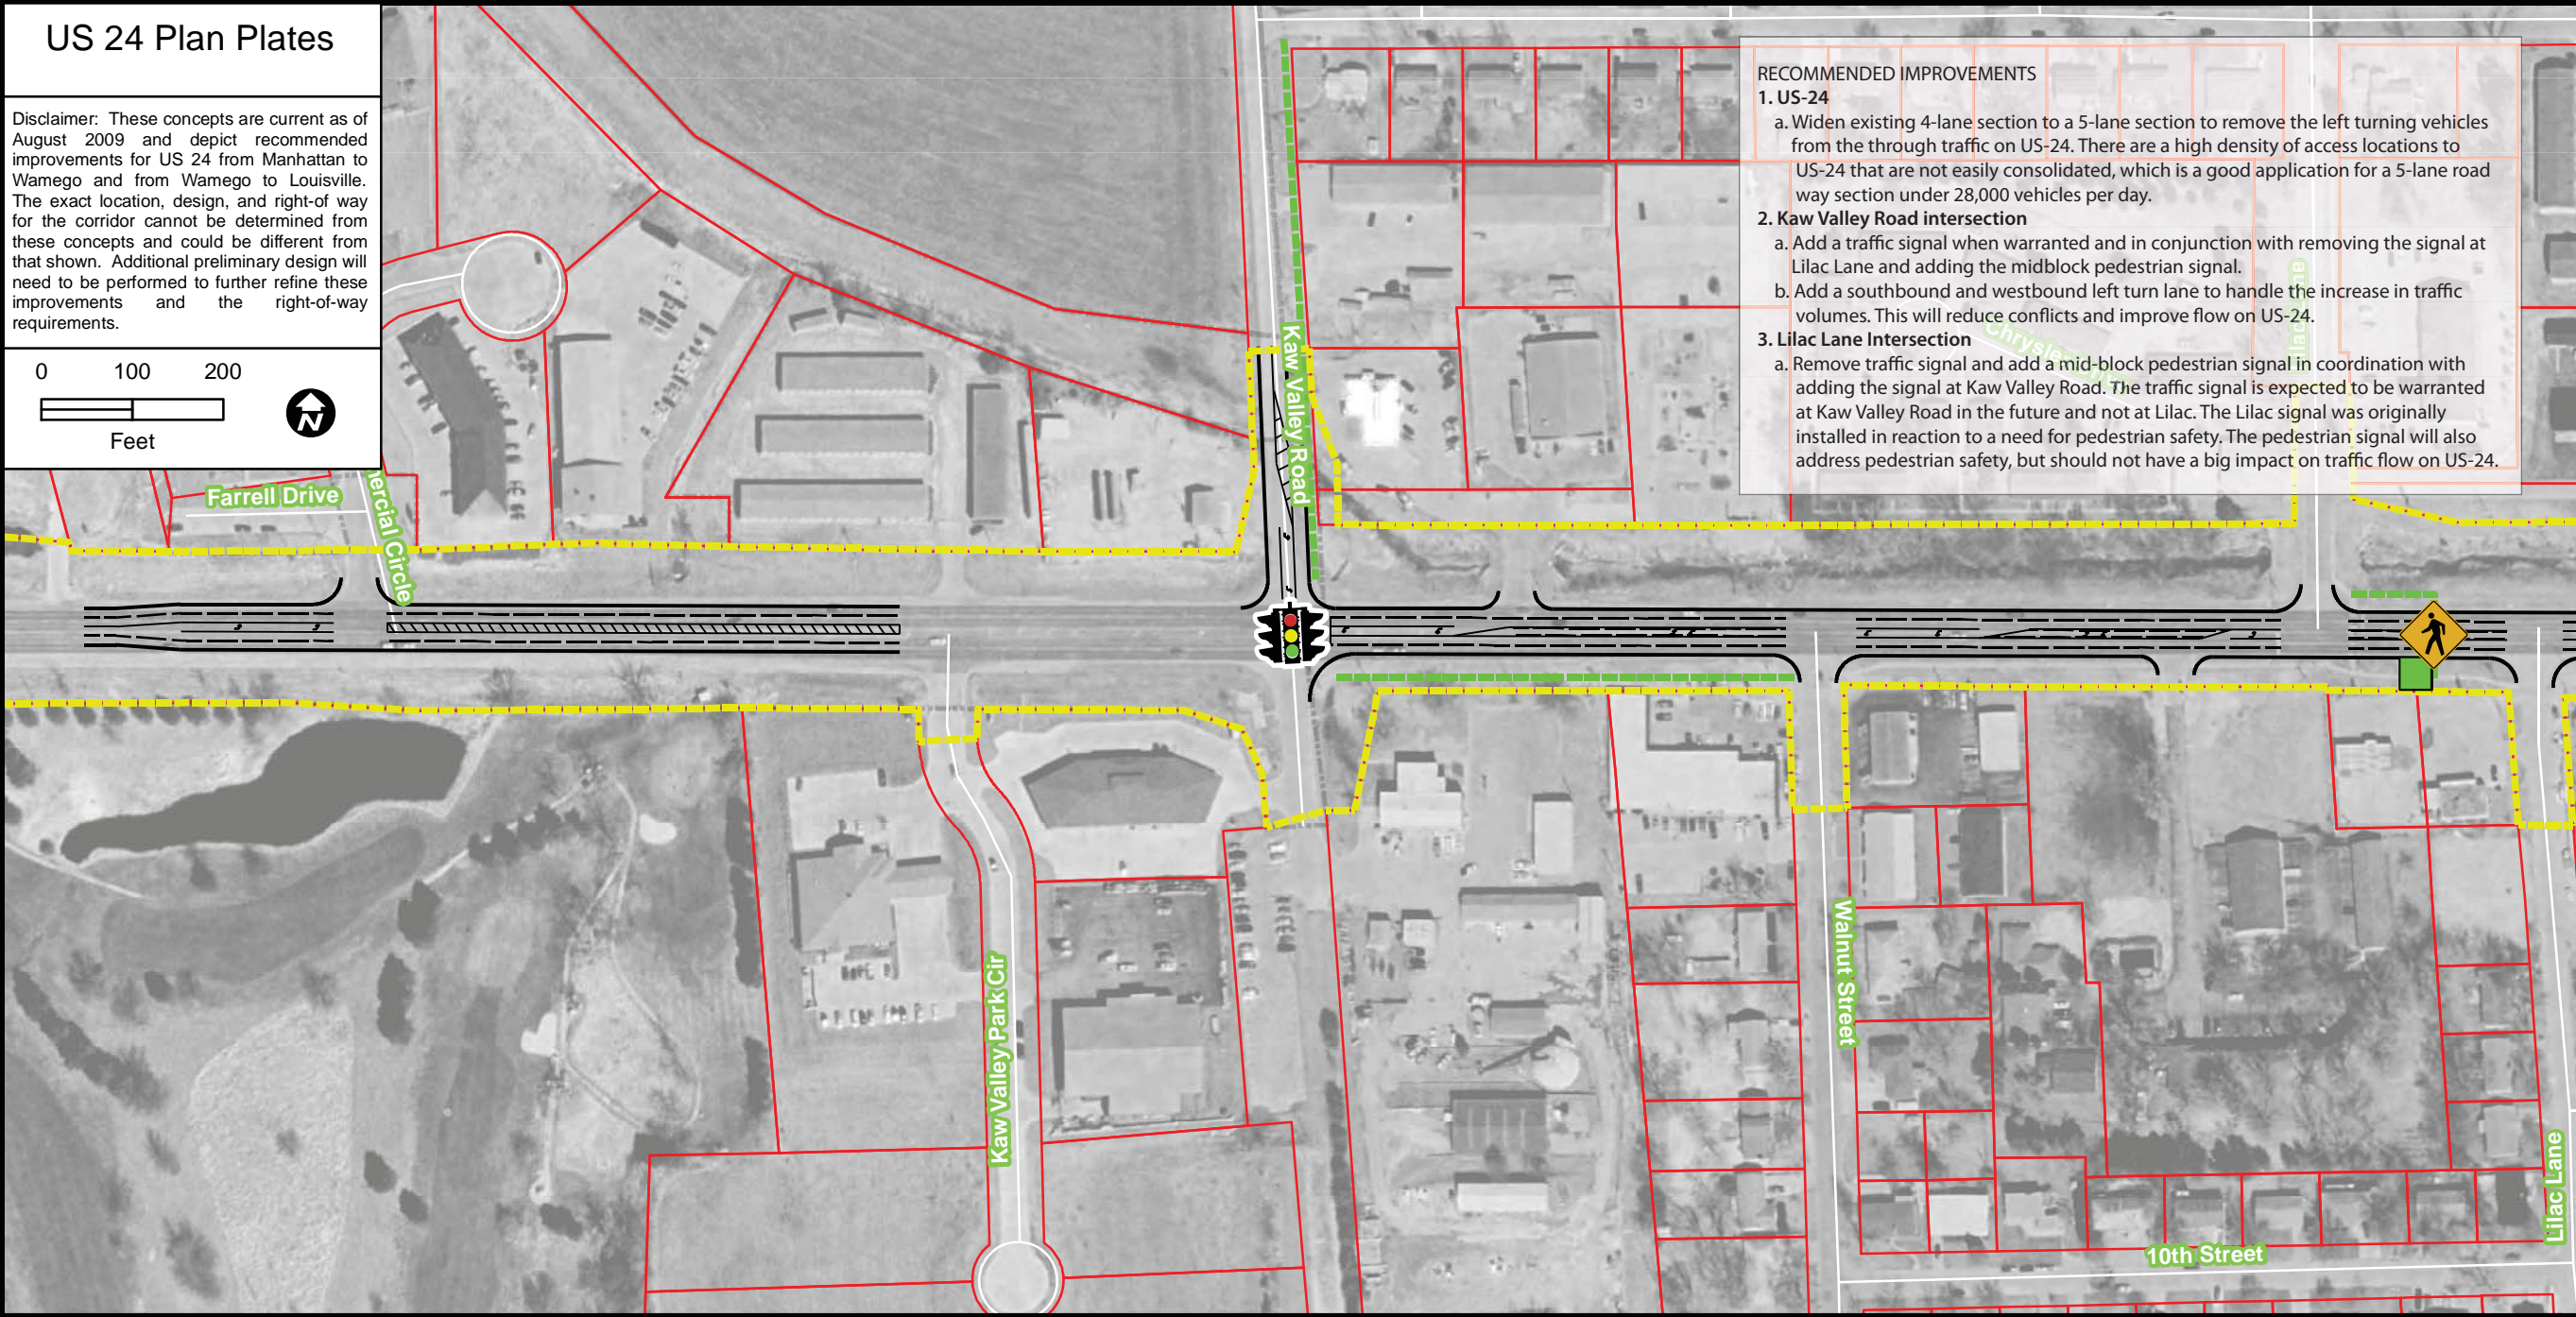 US 24 Plan Plates
Disclaimer: These concepts are current as of
August 2009 and depict recommended
improvements for US 24 from Manhattan to
Wamego and from Wamego to Louisville.
The exact location, design, and right-of way
for the corridor cannot be determined from
these concepts and could be different from
that shown. Additional preliminary design will
need to be performed to further refine these
improvements and the right-of-way
requirements.
0 100 200
Feet
N
RECOMMENDED IMPROVEMENTS
1. US-24
a. Widen existing 4-lane section to a 5-lane section to remove the left turning vehicles
from the through traffic on US-24. There are a high density of access locations to
US-24 that are not easily consolidated, which is a good application for a 5-lane road
way section under 28,000 vehicles per day.
2. Kaw Valley Road intersection
a. Add a traffic signal when warranted and in conjunction with removing the signal at
Lilac Lane and adding the midblock pedestrian signal.
b. Add a southbound and westbound left turn lane to handle the increase in traffic
volumes. This will reduce conflicts and improve flow on US-24.
3. Lilac Lane Intersection
a. Remove traffic signal and add a mid-block pedestrian signal in coordination with
adding the signal at Kaw Valley Road. The traffic signal is expected to be warranted
at Kaw Valley Road in the future and not at Lilac. The Lilac signal was originally
installed in reaction to a need for pedestrian safety. The pedestrian signal will also
address pedestrian safety, but should not have a big impact on traffic flow on US-24.
Farrell Drive
mercial Circle
Kaw Valley Road
Kaw Valley Park Cir
Walnut Street
Lilac Lane
10th Street